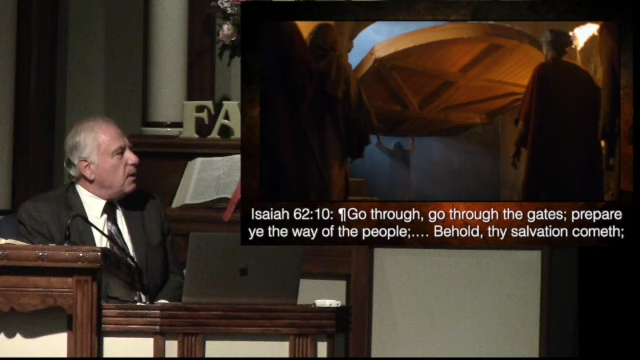 FA
Isaiah 62:10: ¶Go through, go through the gates; prepare
ye the way of the people;.... Behold, thy salvation cometh;